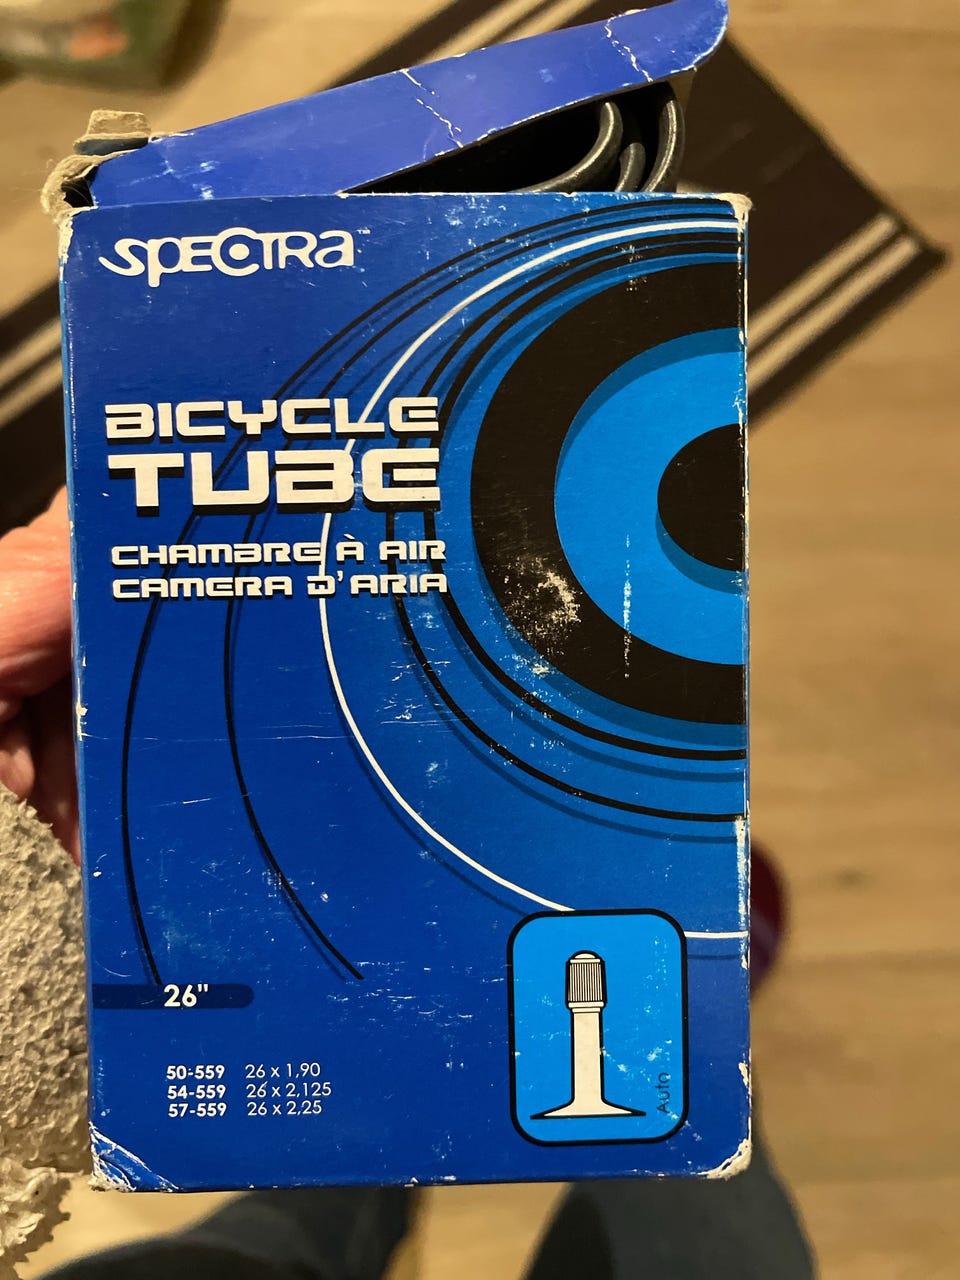 SPECTRA
BICYCLE
TUBE
CHAMBRE À AIR
CAMERA D'ARIA
26"
50-559 26 x 1,90
54-559 26 x 2,125
57-559 26 x 2,25
Auto